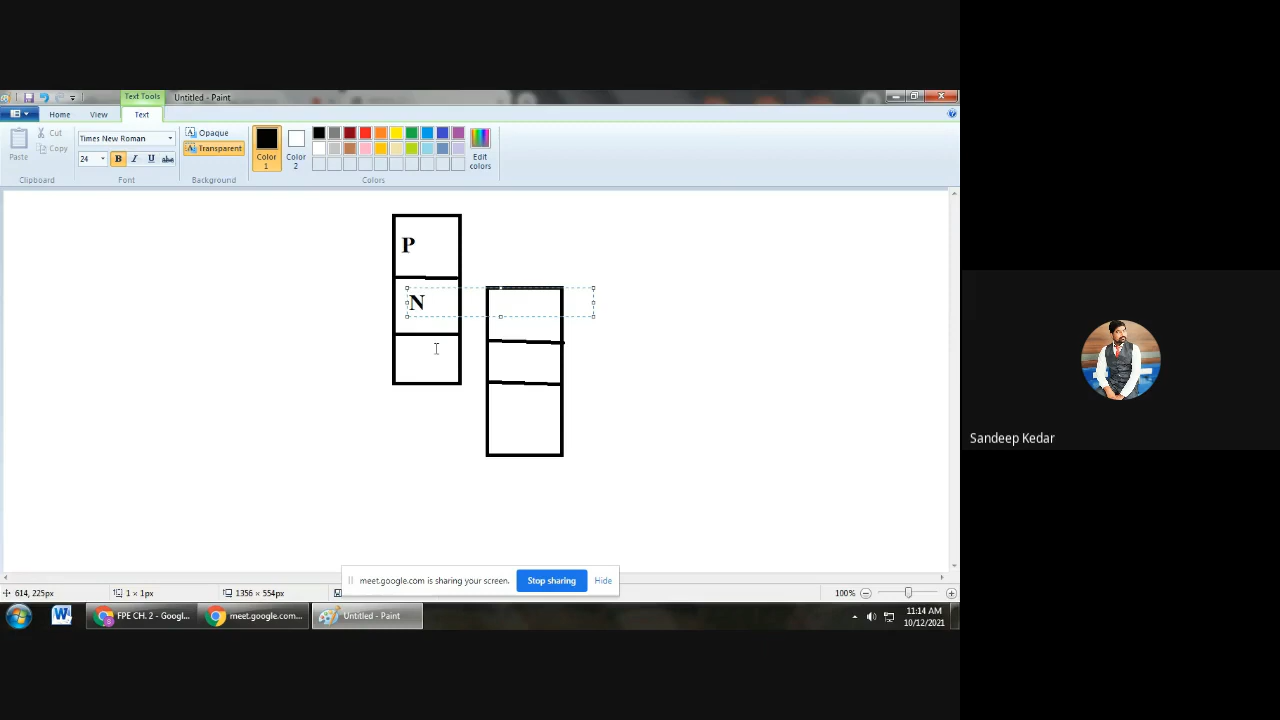 Text Tools
Untitled - Paint
Home
View
Text
Paste
Cut
Copy
Clipboard
Times New Roman
24
B I U abc
Font
Opaque
Transparent
Background
Color 1
Color 2
Edit colors
Colors
P
N
Sandeep Kedar
meet.google.com is sharing your screen.
Stop sharing
Hide
614, 225px
1 × 1px
1356 × 554px
100%
FPE CH. 2 - Googl...
meet.google.com...
Untitled - Paint
11:14 AM
10/12/2021